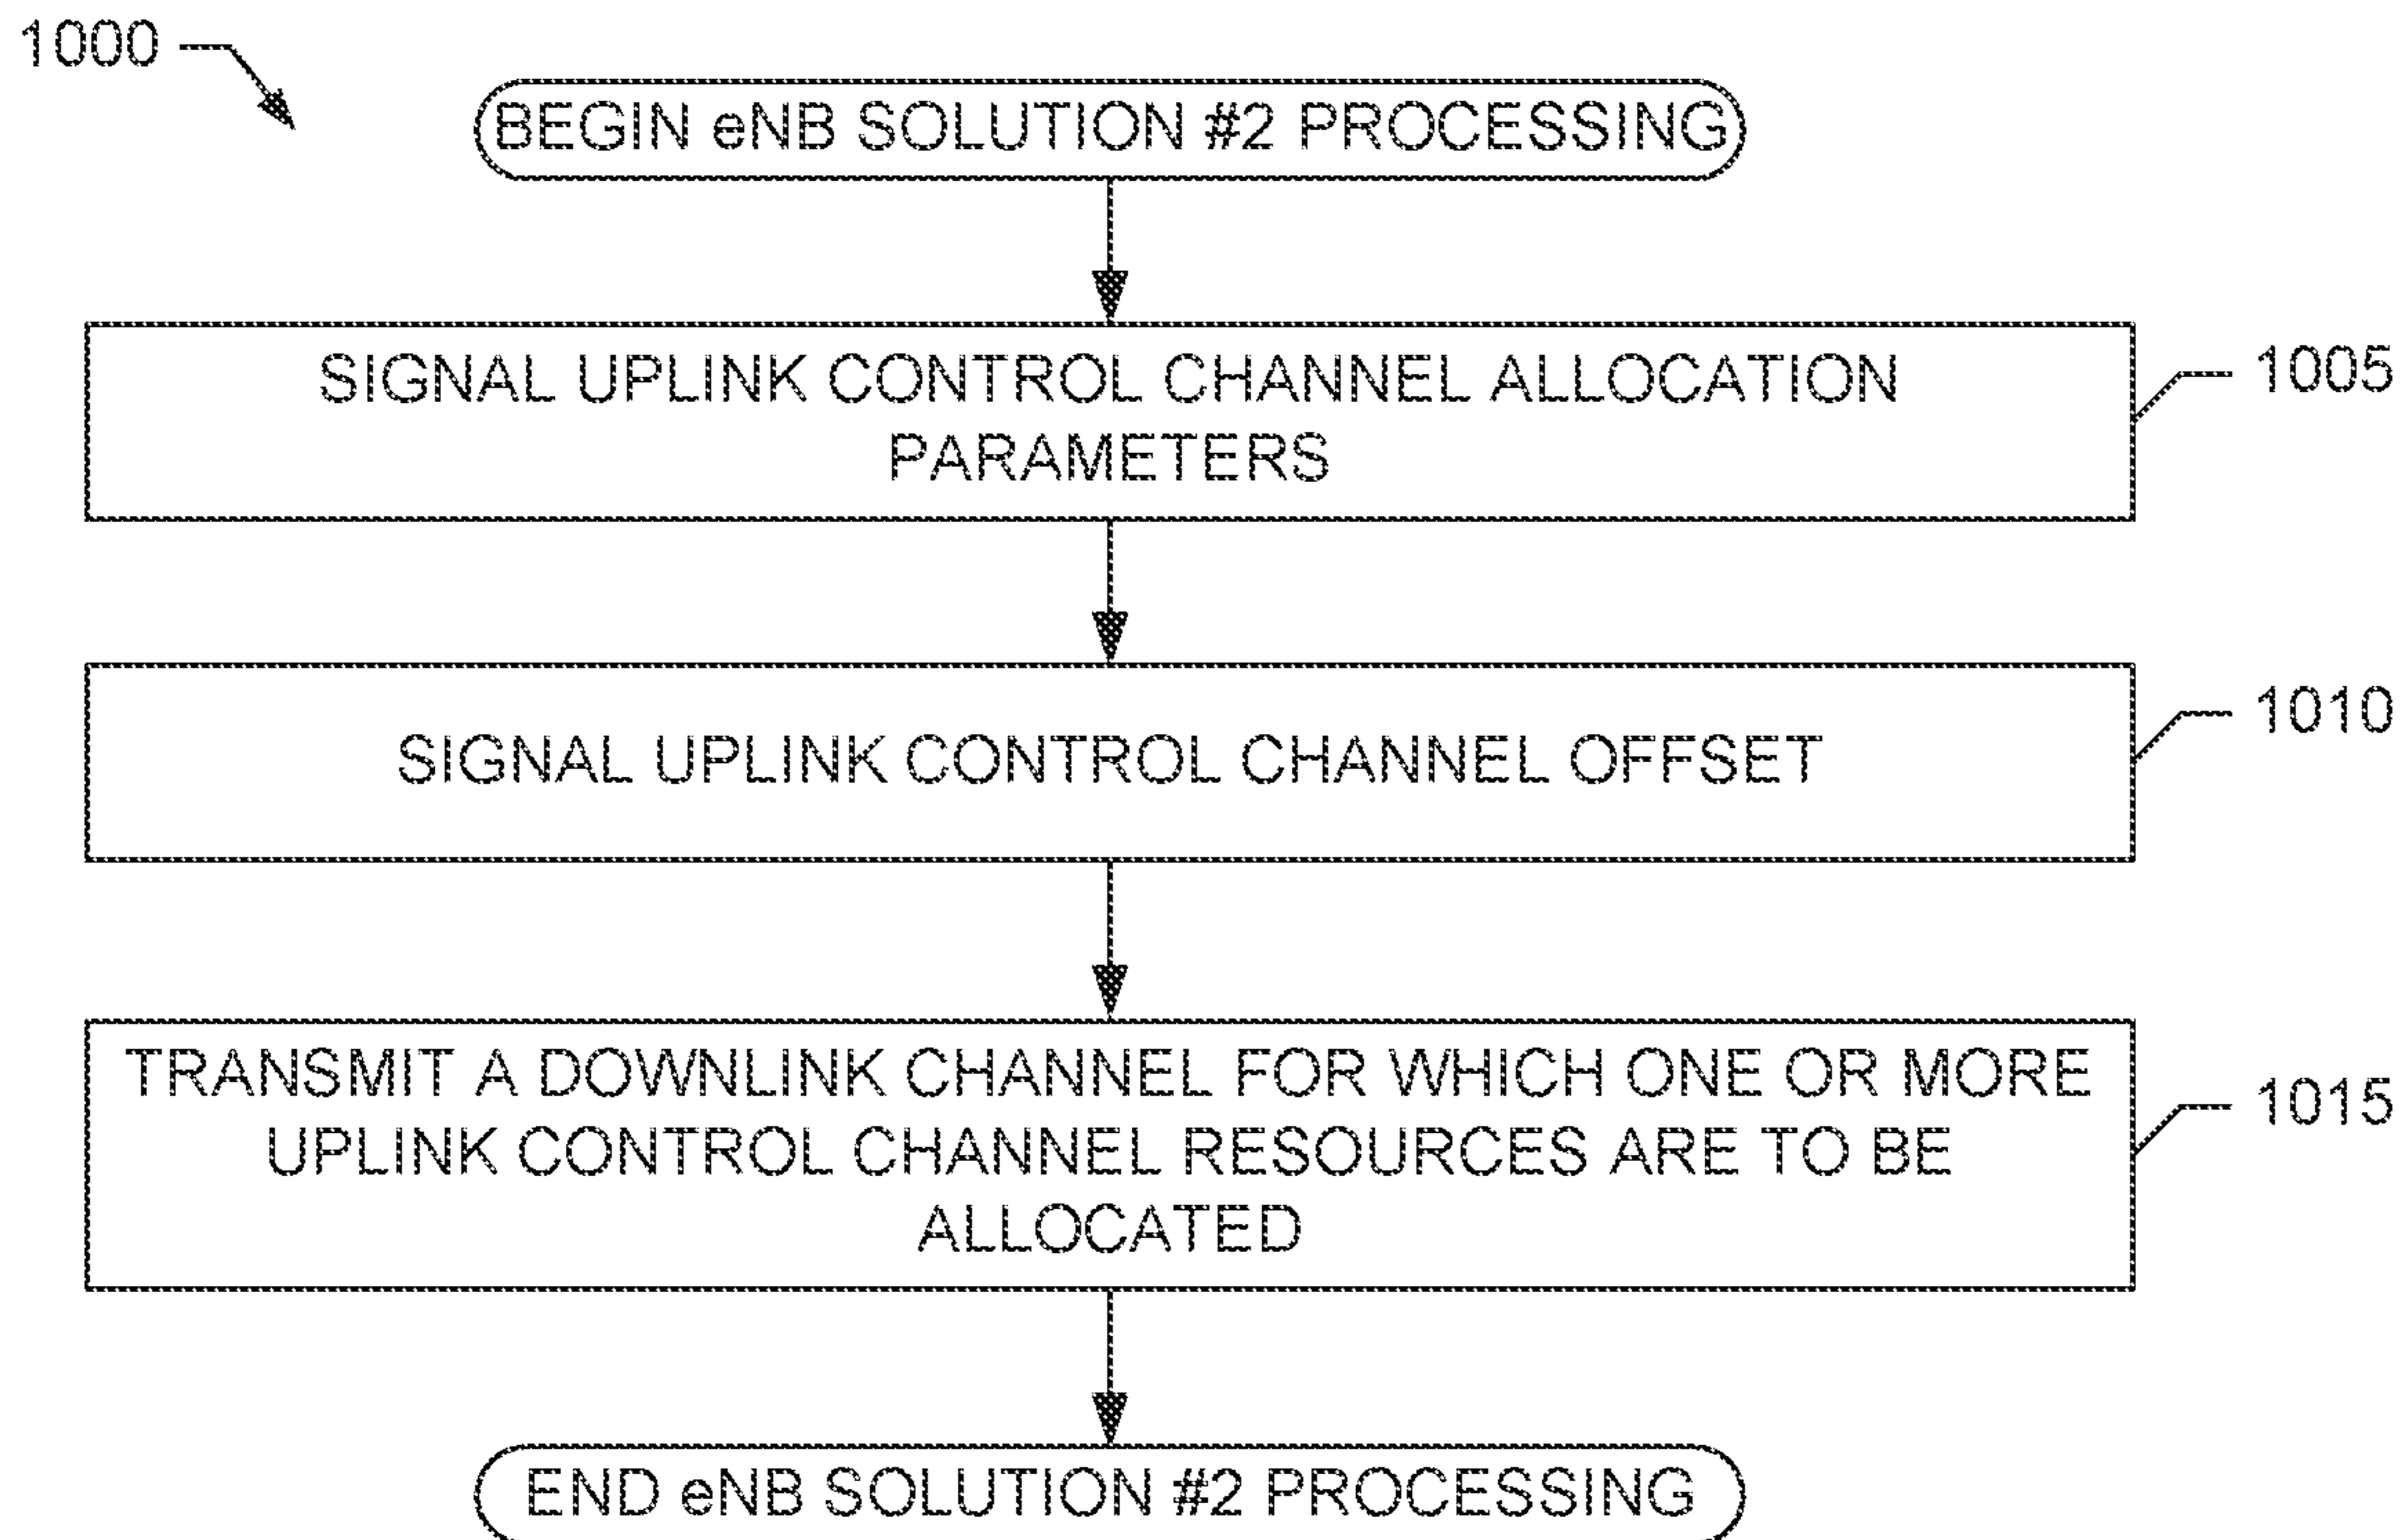 1000
BEGIN eNB SOLUTION #2 PROCESSING
SIGNAL UPLINK CONTROL CHANNEL ALLOCATION
PARAMETERS
1005
SIGNAL UPLINK CONTROL CHANNEL OFFSET
1010
TRANSMIT A DOWNLINK CHANNEL FOR WHICH ONE OR MORE
UPLINK CONTROL CHANNEL RESOURCES ARE TO BE
ALLOCATED
1015
END eNB SOLUTION #2 PROCESSING